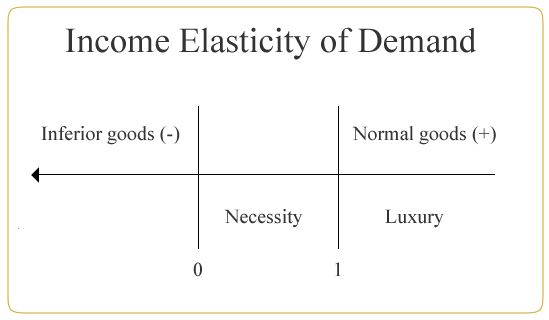 Income Elasticity of Demand
Inferior goods (-)
Normal goods (+)
Necessity
Luxury
0
1